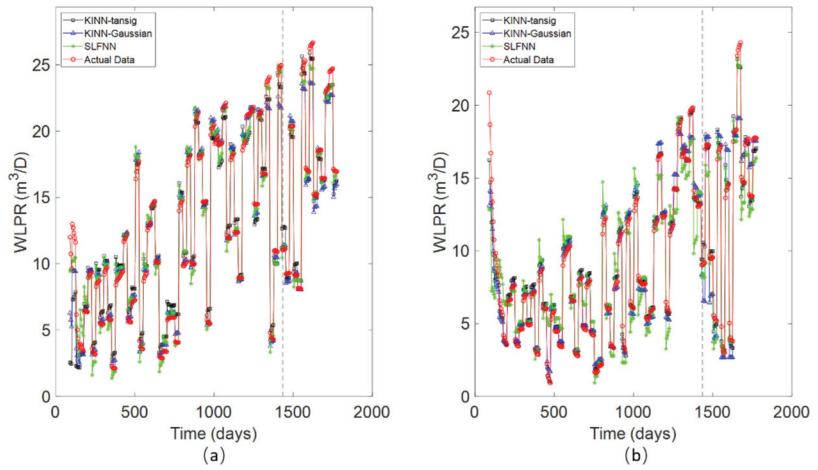 KINN-tansig
KINN-Gaussian
SLFNN
Actual Data
WLPR (m³/D)
25
20
15
10
5
0
0 500 1000 1500 2000
Time (days)
(a)
KINN-tansig
KINN-Gaussian
SLFNN
Actual Data
WLPR (m³/D)
25
20
15
10
5
0
0 500 1000 1500 2000
Time (days)
(b)